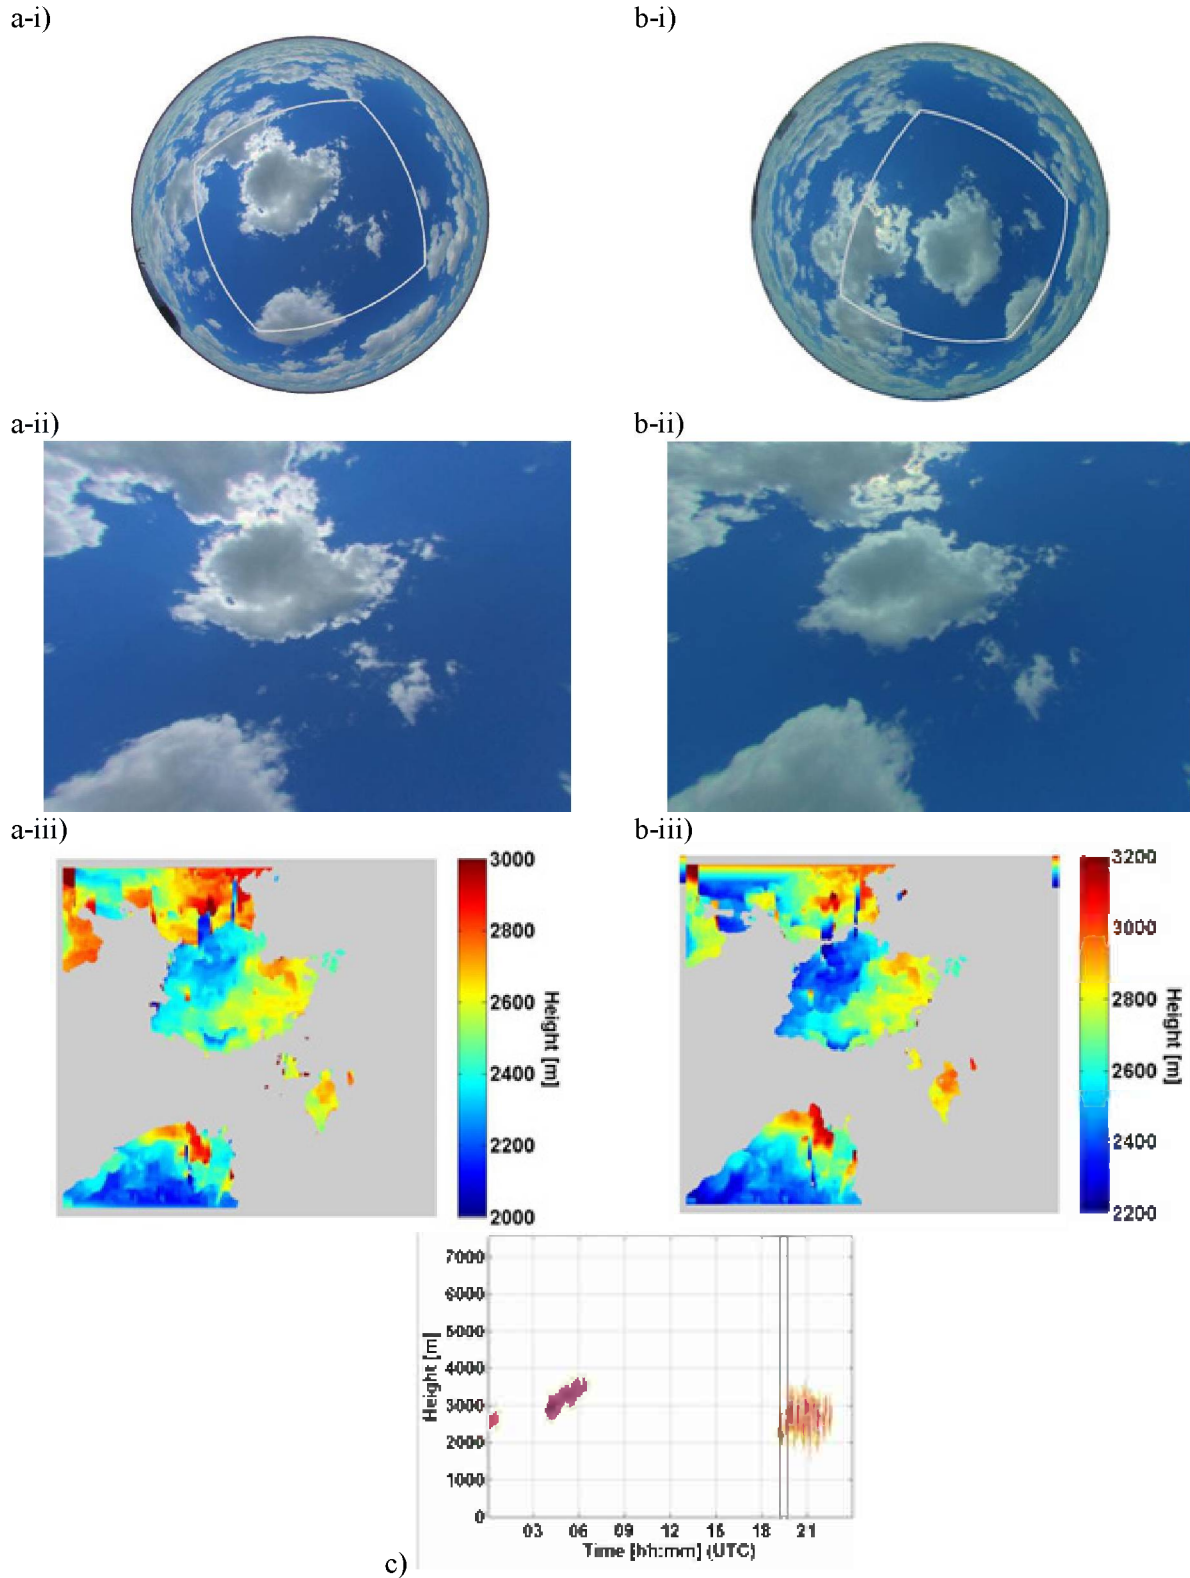 a-i)
b-i)
a-ii)
b-ii)
a-iii)
b-iii)
3000
2800
2600
2400
2200
2000
Height [m]
3200
3000
2800
2600
2400
2200
Height [m]
7000
6000
5000
4000
3000
2000
1000
0
Height [m]
03 06 09 12 15 18 21
Time [hh:mm] (UTC)
c)